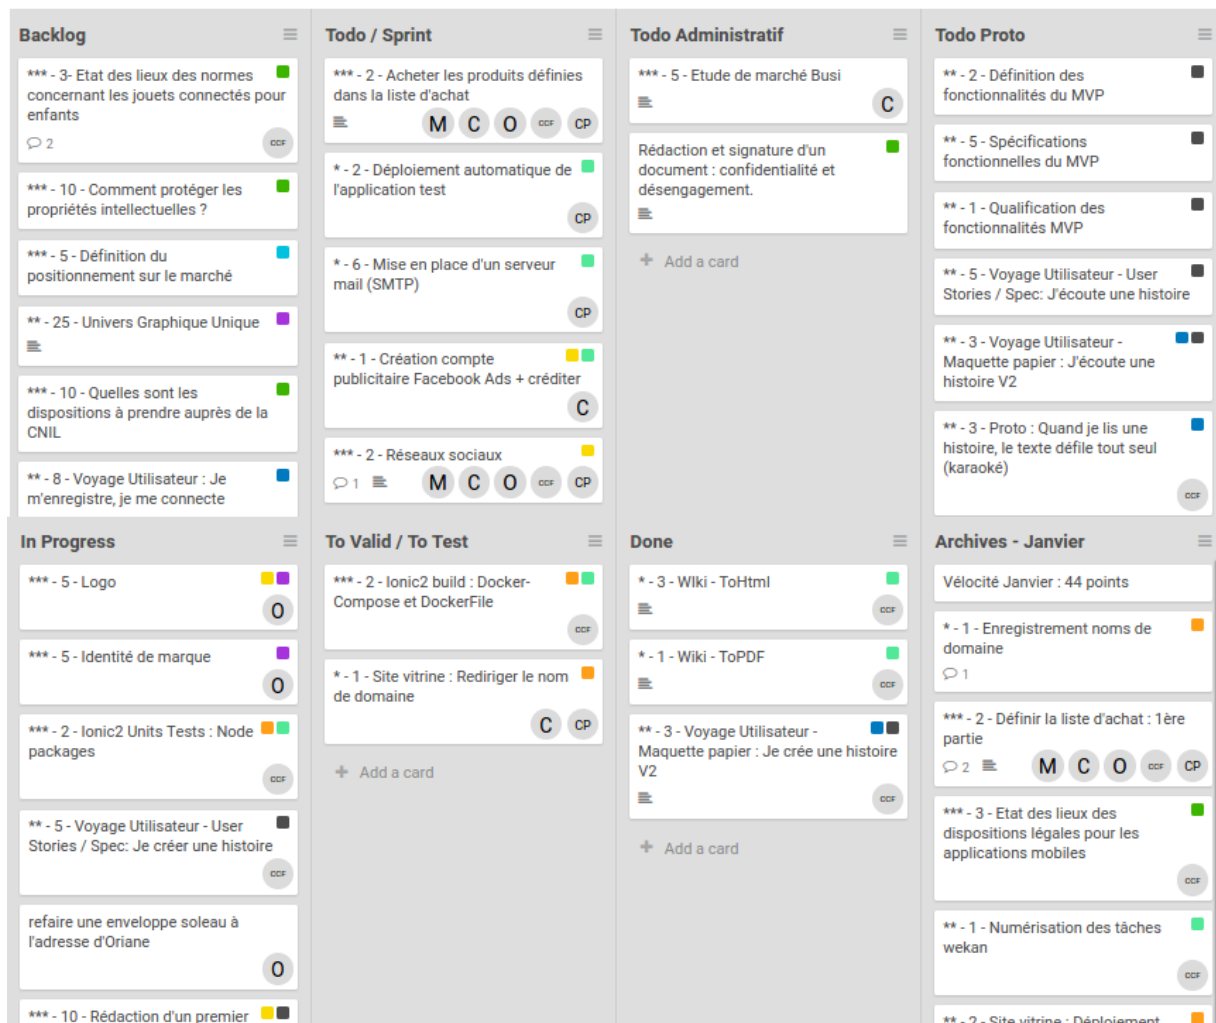 Backlog
*** - 3- Etat des lieux des normes
concernant les jouets connectés pour
enfants
2
CCF
*** - 10 - Comment protéger les
propriétés intellectuelles ?
*** - 5 - Définition du
positionnement sur le marché
** - 25 - Univers Graphique Unique
*** - 10 - Quelles sont les
dispositions à prendre auprès de la
CNIL
** - 8 - Voyage Utilisateur : Je
m'enregistre, je me connecte
Todo / Sprint
*** - 2 - Acheter les produits définies
dans la liste d'achat
M C O CCF CP
* - 2 - Déploiement automatique de
l'application test
CP
* - 6 - Mise en place d'un serveur
mail (SMTP)
CP
** - 1 - Création compte
publicitaire Facebook Ads + créditer
C
*** - 2 - Réseaux sociaux
1 M C O CCF CP
Todo Administratif
*** - 5 - Etude de marché Busi
C
Rédaction et signature d'un
document : confidentialité et
désengagement.
Add a card
Todo Proto
** - 2 - Définition des
fonctionnalités du MVP
** - 5 - Spécifications
fonctionnelles du MVP
** - 1 - Qualification des
fonctionnalités MVP
** - 5 - Voyage Utilisateur - User
Stories / Spec: J'écoute une histoire
** - 3 - Voyage Utilisateur -
Maquette papier : J'écoute une
histoire V2
** - 3 - Proto : Quand je lis une
histoire, le texte défile tout seul
(karaoké)
CCF
In Progress
*** - 5 - Logo
O
*** - 5 - Identité de marque
O
*** - 2 - Ionic2 Units Tests : Node
packages
CCF
** - 5 - Voyage Utilisateur - User
Stories / Spec: Je créer une histoire
CCF
refaire une enveloppe soleau à
l'adresse d'Oriane
O
*** - 10 - Rédaction d'un premier
To Valid / To Test
*** - 2 - Ionic2 build : Docker-
Compose et DockerFile
CCF
* - 1 - Site vitrine : Rediriger le nom
de domaine
C CP
Add a card
Done
* - 3 - WIki - ToHtml
CCF
* - 1 - Wiki - ToPDF
CCF
** - 3 - Voyage Utilisateur -
Maquette papier : Je crée une histoire
V2
CCF
Add a card
Archives - Janvier
Vélocité Janvier : 44 points
* - 1 - Enregistrement noms de
domaine
1
*** - 2 - Définir la liste d'achat : 1ère
partie
2 M C O CCF CP
*** - 3 - Etat des lieux des
dispositions légales pour les
applications mobiles
CCF
** - 1 - Numérisation des tâches
wekan
CCF
** - 2 - Site vitrine : Déploiement